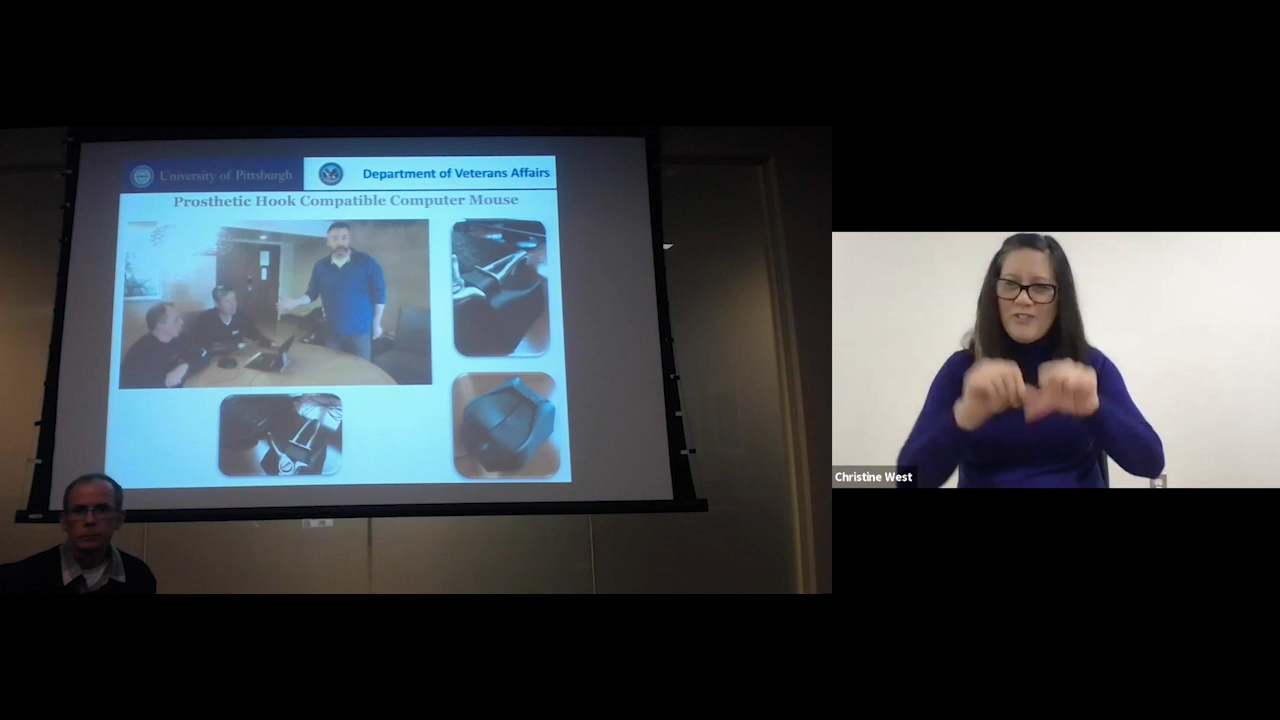 University of Pittsburgh
Department of Veterans Affairs
Prosthetic Hook Compatible Computer Mouse
Christine West